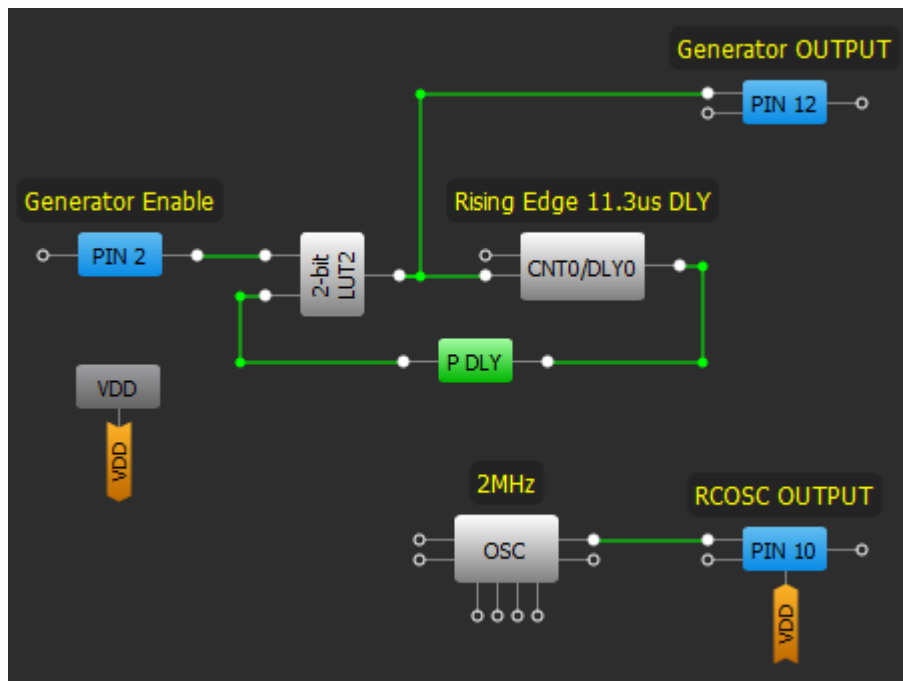 Generator OUTPUT
PIN 12
Generator Enable
Rising Edge 11.3us DLY
PIN 2
2-bit
LUT2
CNT0/DLY0
P DLY
VDD
VDD
2MHz
RCOSC OUTPUT
OSC
PIN 10
VDD